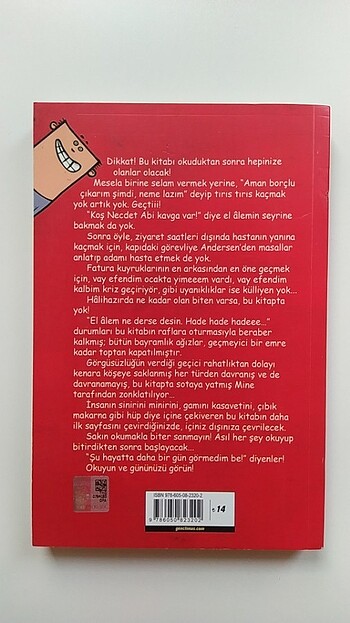 Dikkat! Bu kitabı okuduktan sonra hepinize
olanlar olacak!
Mesela birine selam vermek yerine, “Aman borçlu
çıkarım şimdi, neme lazım” deyip tırıs tırıs kaçmak
yok artık yok. Geçtiii!
“Koş Necdet Abi kavga var!” diye el âlemin seyrine
bakmak da yok.
Sonra öyle, ziyaret saatleri dışında hastanın yanına
kaçmak için, kapıdaki görevliye Andersen’den masallar
anlatıp adamı hasta etmek de yok.
Fatura kuyruklarının en arkasından en öne geçmek
için, vay efendim ocakta yimeeem vardı, vay efendim
kalbim kriz geçiriyor, gibi uyanıklıklar ise külliyen yok...
Hâlihazırda ne kadar olan biten varsa, bu kitapta
yok!
“El âlem ne derse desin. Hade hade hadeee...”
durumları bu kitabın raflara oturmasıyla beraber
kalkmış; bütün bayramlık ağızlar, geçmeyici bir emre
kadar toptan kapatılmıştır.
Görgüsüzlüğün verdiği geçici rahatlıktan dolayı
kenara köşeye saklanmış her türden davranış ve de
davranamayış, bu kitapta sotaya yatmış Mine
tarafından zonklatılıyor...
İnsanın sinirini minirini, gamını kasavetini, çıbık
makarna gibi hüp diye içine çekiveren bu kitabın daha
ilk sayfasını çevirdiğinizde, içiniz dışınıza çevrilecek.
Sakın okumakla biter sanmayın! Asıl her şey okuyup
bitirdikten sonra başlayacak...
“Şu hayatta daha bir gün görmedim be!” diyenler!
Okuyun ve gününüzü görün!
ISBN 978-605-08-2320-2
9 786050 823202
₺ 14
genctimas.com